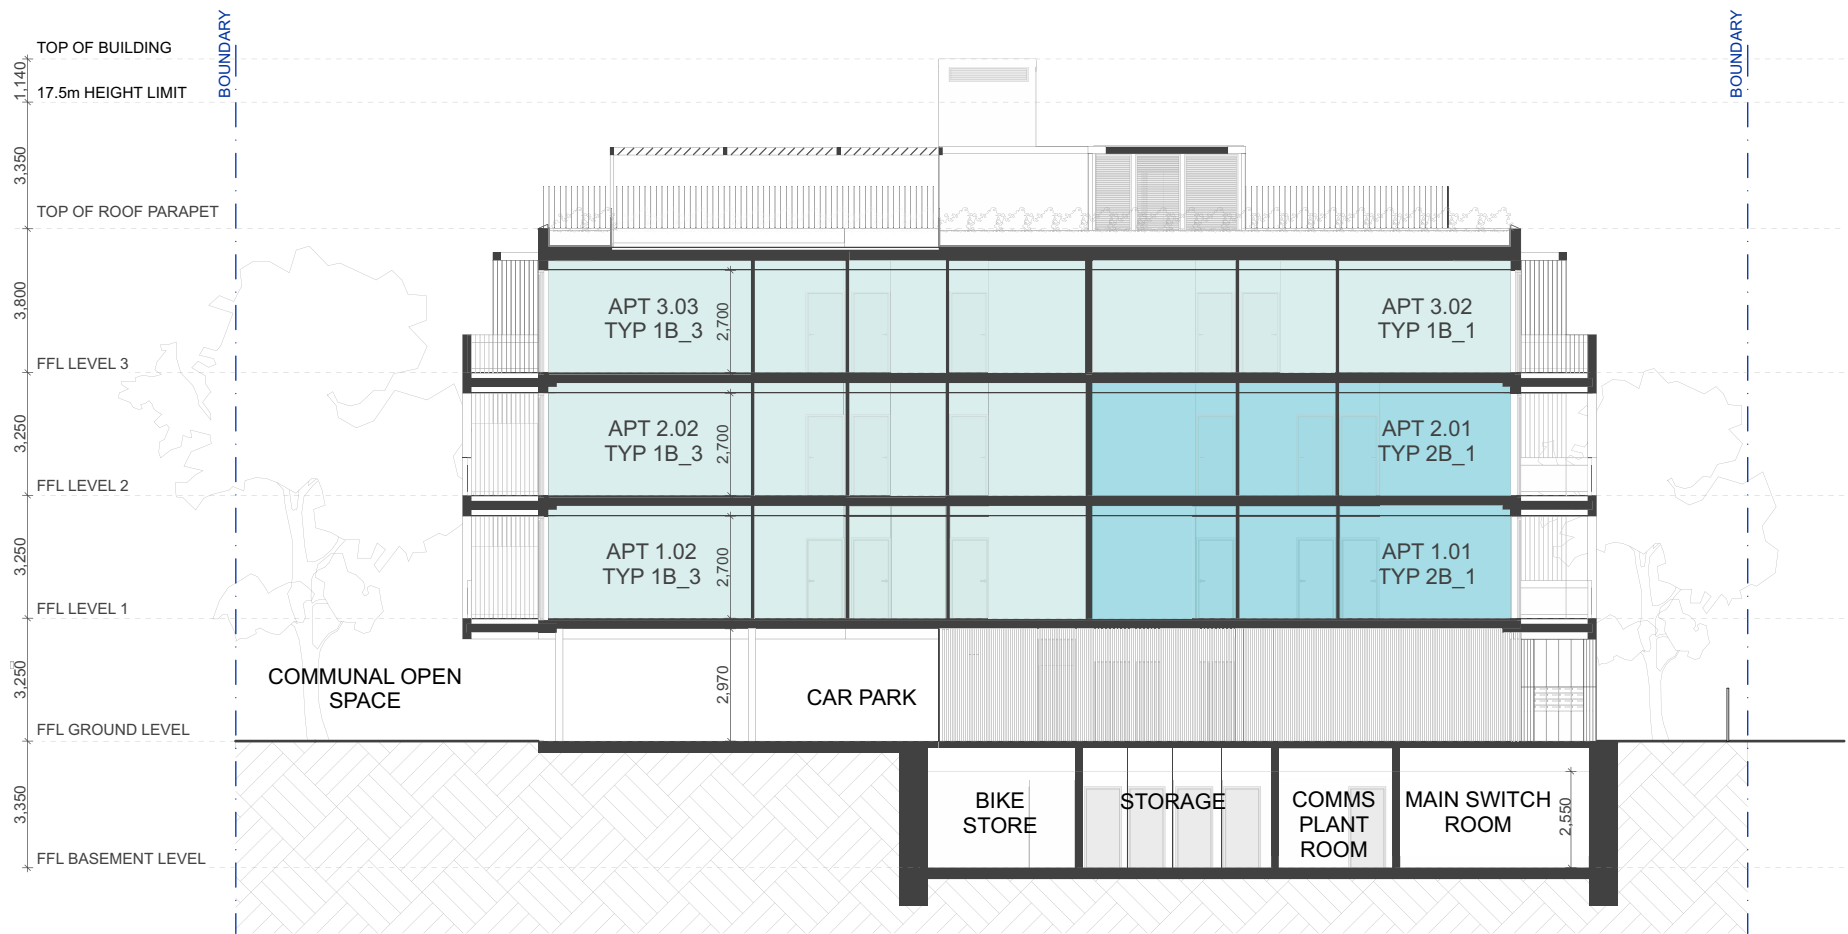 TOP OF BUILDING
BOUNDARY
BOUNDARY
1,140
17.5m HEIGHT LIMIT
3,350
TOP OF ROOF PARAPET
3,800
APT 3.03
TYP 1B_3
2,700
APT 3.02
TYP 1B_1
FFL LEVEL 3
3,250
APT 2.02
TYP 1B_3
2,700
APT 2.01
TYP 2B_1
FFL LEVEL 2
3,250
APT 1.02
TYP 1B_3
2,700
APT 1.01
TYP 2B_1
FFL LEVEL 1
3,250
COMMUNAL OPEN
SPACE
2,970
CAR PARK
FFL GROUND LEVEL
3,350
BIKE
STORE
STORAGE
COMMS
PLANT
ROOM
MAIN SWITCH
ROOM
2,550
FFL BASEMENT LEVEL